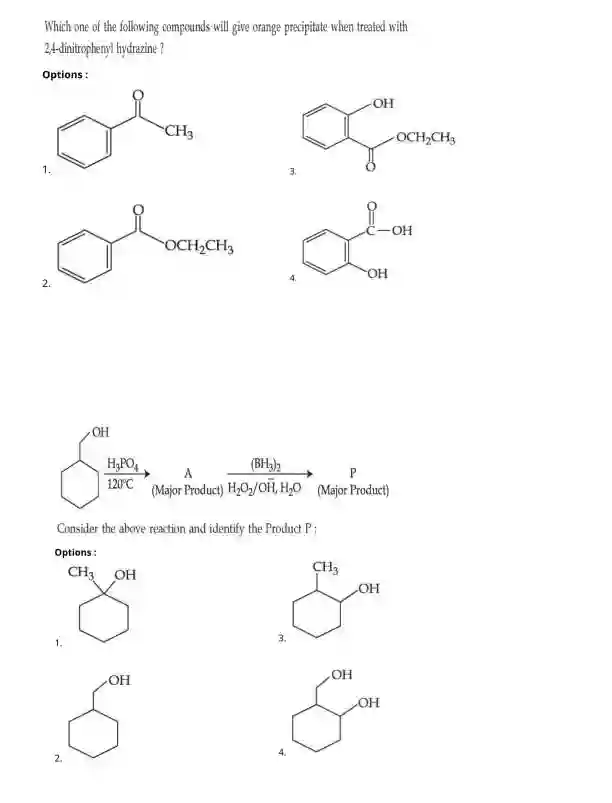 Which one of the following compounds will give orange precipitate when treated with
2,4-dinitrophenyl hydrazine ?
Options :
O
CH3
1.
OH
OCH2CH3
O
3.
O
OCH2CH3
2.
O
C—OH
OH
4.
OH
H3PO4
120°C
A
(Major Product)
(BH3)2
H2O2/OH̄, H2O
P
(Major Product)
Consider the above reaction and identify the Product P :
Options :
CH3 OH
1.
CH3
OH
3.
OH
2.
OH
OH
4.